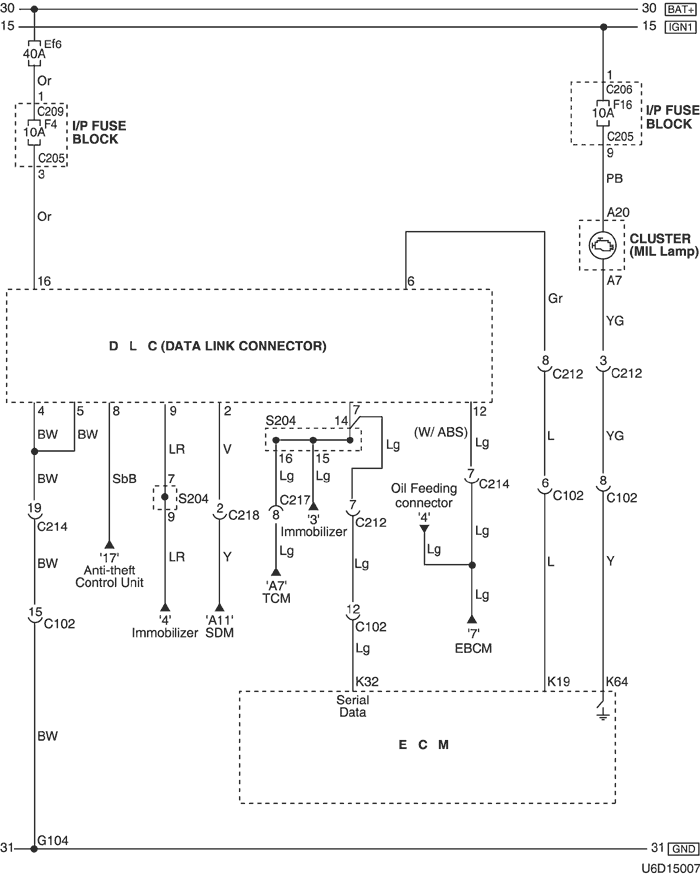 30 30 BAT+
15 15 IGN1
Ef6
40A
Or
1
C209
F4
10A
I/P FUSE
BLOCK
C205
3
Or
16
1
C206
F16
10A
I/P FUSE
BLOCK
C205
9
PB
A20
CLUSTER
(MIL Lamp)
A7
YG
6
Gr
8 C212
3 C212
D L C (DATA LINK CONNECTOR)
4 5 8 9 2 7 12
BW BW
BW
19
C214
BW
15
C102
BW
SbB
'17'
Anti-theft
Control Unit
LR
7
S204
9
LR
'4'
Immobilizer
V
2
C218
Y
'A11'
SDM
S204
14
16 15
Lg Lg
C217
8
Lg
'A7'
TCM
'3'
Immobilizer
Lg
7
C212
Lg
12
C102
Lg
(W/ ABS)
Lg
7
C214
Oil Feeding
connector
'4'
Lg
Lg
Lg
'7'
EBCM
L
6
C102
L
YG
8
C102
Y
K32 K19 K64
Serial
Data
E C M
G104
31 31 GND
U6D15007